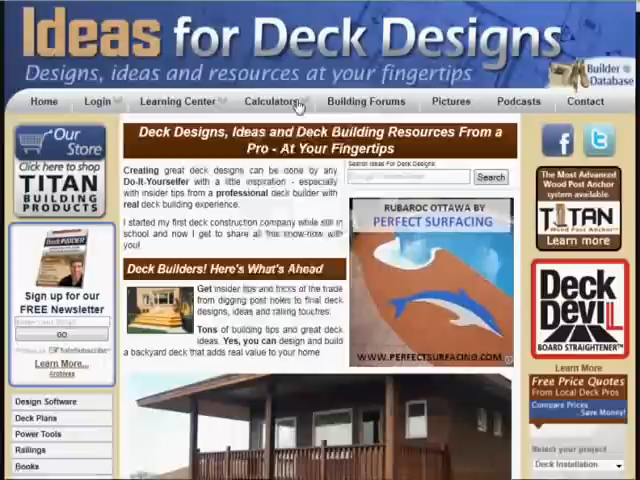 Ideas for Deck Designs
Designs, ideas and resources at your fingertips
Builder
Database
Home
Login
Learning Center
Calculators
Building Forums
Pictures
Podcasts
Contact
Our
Store
Click here to shop
TITAN
BUILDING
PRODUCTS
Sign up for our
FREE Newsletter
GO
Learn More...
Archives
Design Software
Deck Plans
Power Tools
Railings
Books
Deck Designs, Ideas and Deck Building Resources From a
Pro - At Your Fingertips
Creating great deck designs can be done by any
Do-It-Yourselfer with a little inspiration - especially
with insider tips from a professional deck builder with
real deck building experience.
I started my first deck construction company while still in
school and now I get to share all this know-how with
you!
Deck Builders! Here's What's Ahead
Get insider tips and tricks of the trade
from digging post holes to final deck
designs, ideas and railing touches.
Tons of building tips and great deck
ideas. Yes, you can design and build
a backyard deck that adds real value to your home
Search Ideas For Deck Designs:
Search
RUBAROC OTTAWA BY
PERFECT SURFACING
WWW.PERFECTSURFACING.COM
f
t
The Most Advanced
Wood Post Anchor
system available
TITAN
Wood Post Anchor
Learn more
Deck
Devil
BOARD STRAIGHTENER™
Learn More
Free Price Quotes
From Local Deck Pros
Compare Prices
...Save Money!
Select your project
Deck Installation